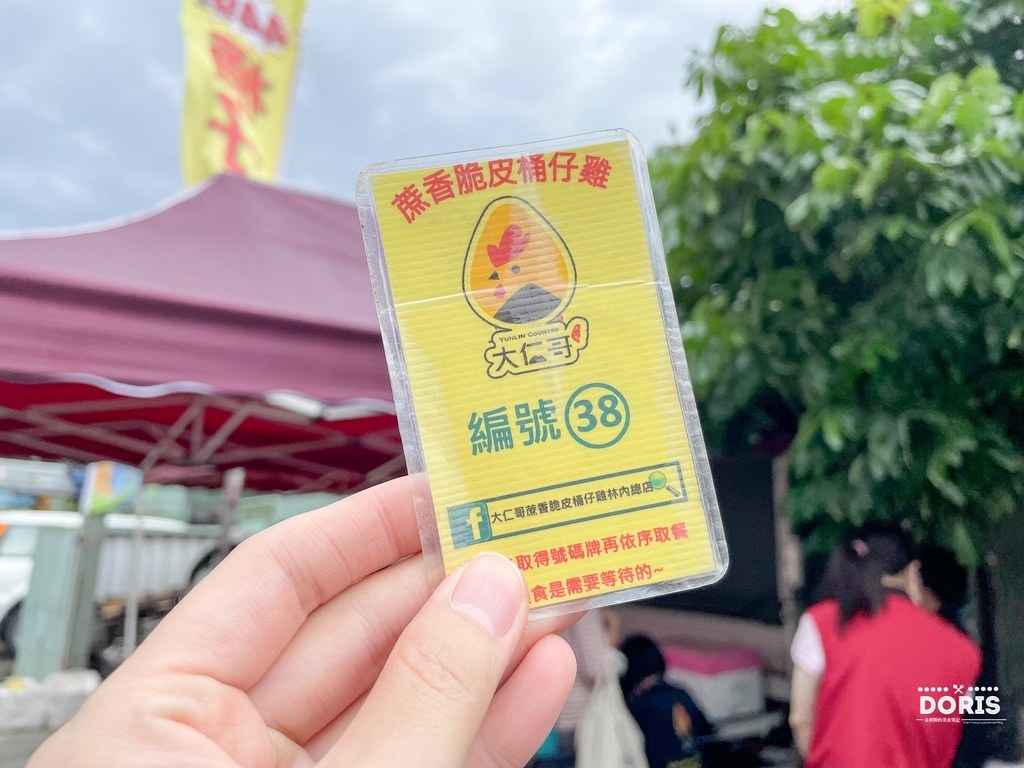 桶仔
蔗香脆皮桶仔雞
YUNLIN COUNTRY
大仁哥
編號 38
f 大仁哥蔗香脆皮桶仔雞林內總店
取得號碼牌再依序取餐
食是需要等待的~
DORIS